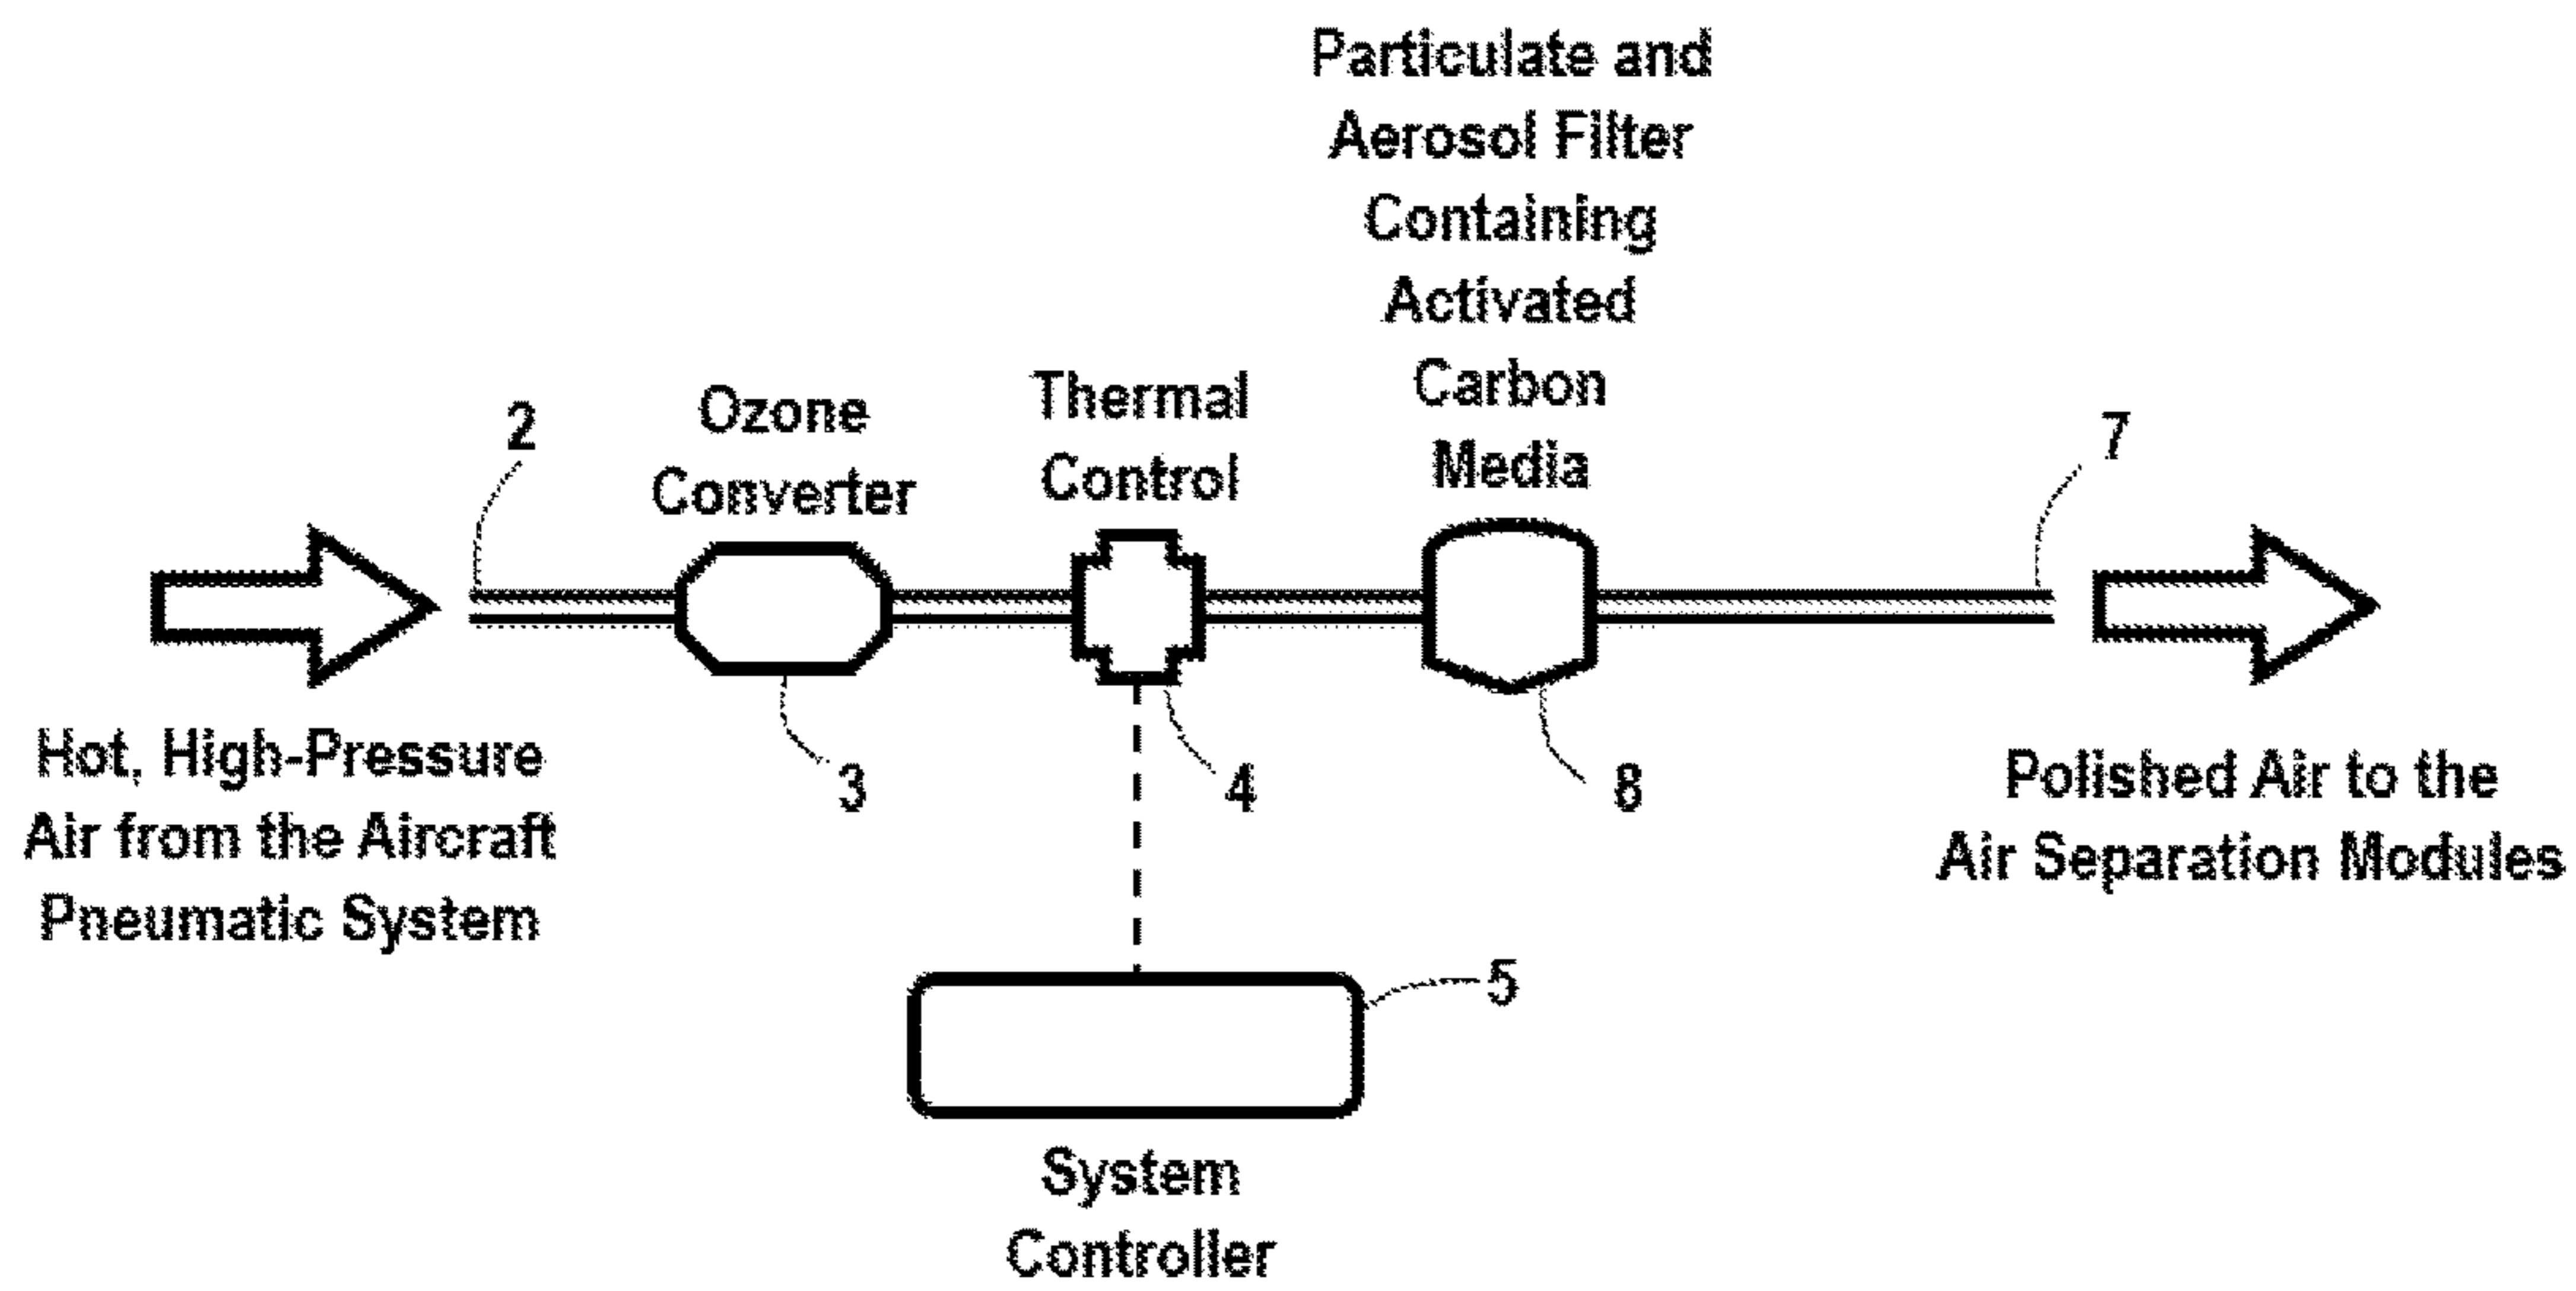 Particulate and
Aerosol Filter
Containing
Activated
Carbon
Media
Thermal
Control
Ozone
Converter
2
7
3
4
8
Hot, High-Pressure
Air from the Aircraft
Pneumatic System
Polished Air to the
Air Separation Modules
5
System
Controller